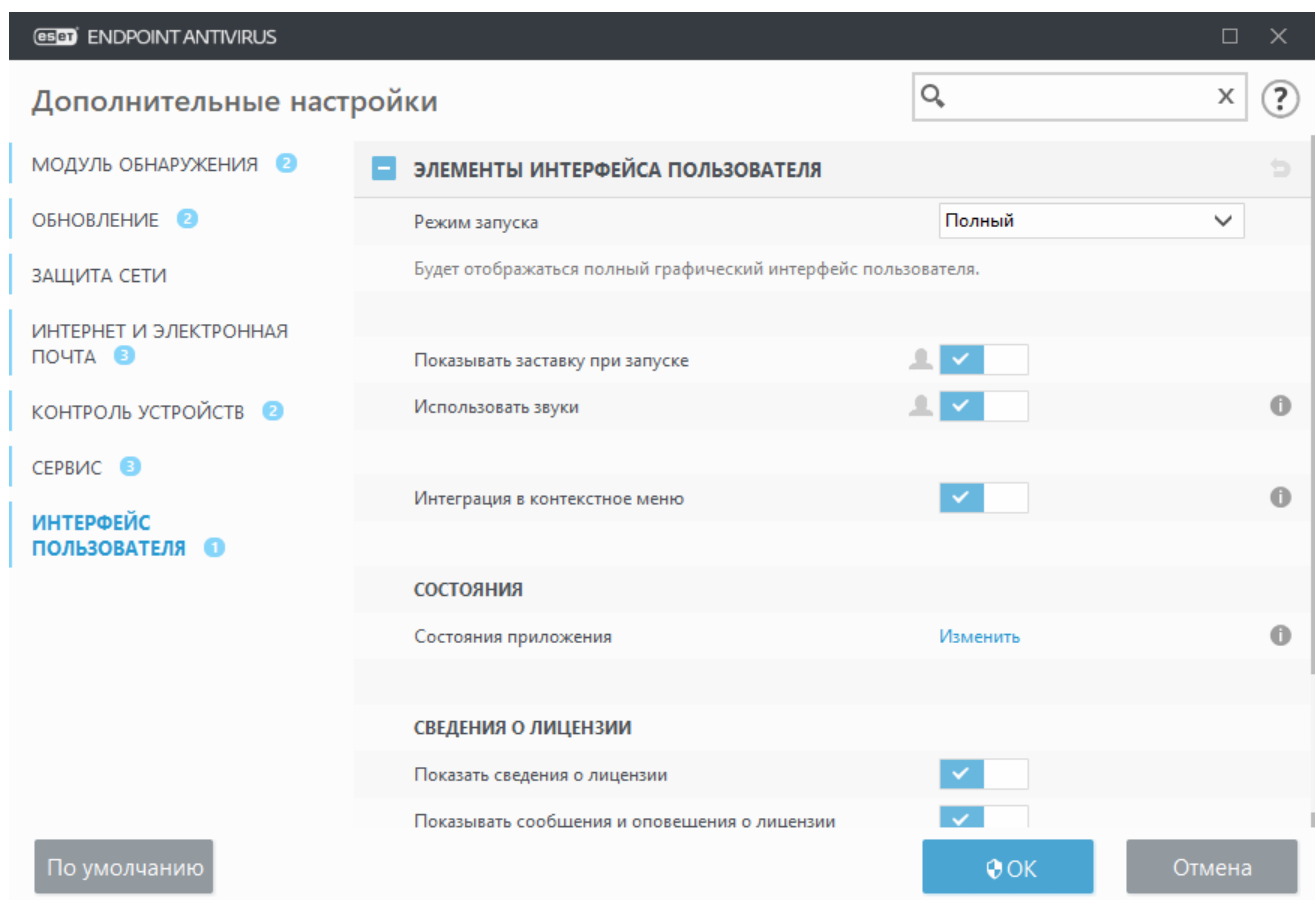 eset ENDPOINT ANTIVIRUS
Дополнительные настройки
x
?
МОДУЛЬ ОБНАРУЖЕНИЯ 2
ОБНОВЛЕНИЕ 2
ЗАЩИТА СЕТИ
ИНТЕРНЕТ И ЭЛЕКТРОННАЯ
ПОЧТА 3
КОНТРОЛЬ УСТРОЙСТВ 2
СЕРВИС 3
ИНТЕРФЕЙС
ПОЛЬЗОВАТЕЛЯ 1
ЭЛЕМЕНТЫ ИНТЕРФЕЙСА ПОЛЬЗОВАТЕЛЯ
Режим запуска Полный
Будет отображаться полный графический интерфейс пользователя.
Показывать заставку при запуске
Использовать звуки
Интеграция в контекстное меню
СОСТОЯНИЯ
Состояния приложения Изменить
СВЕДЕНИЯ О ЛИЦЕНЗИИ
Показать сведения о лицензии
Показывать сообщения и оповещения о лицензии
По умолчанию
OK
Отмена